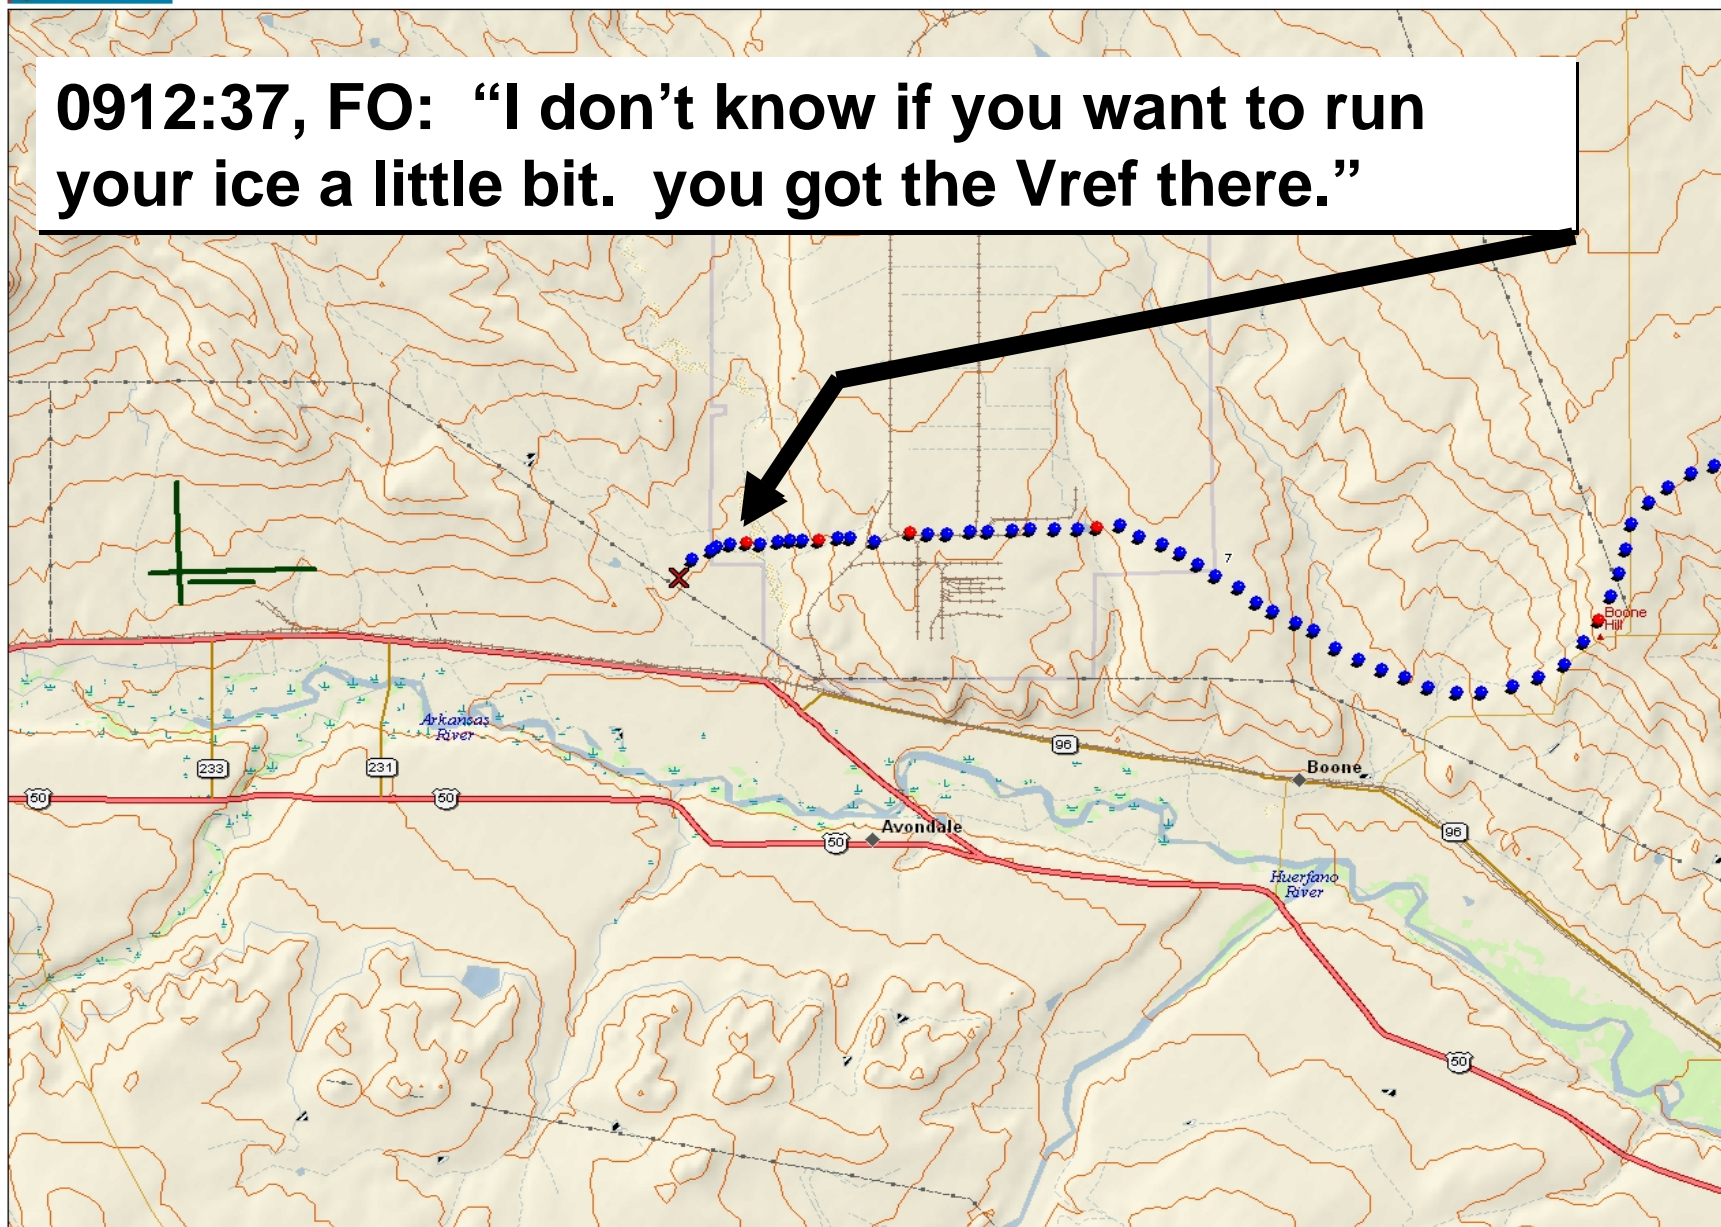 0912:37, FO:  “I don’t know if you want to run
your ice a little bit.  you got the Vref there.”
7
Boone
Hill
Arkansas
River
96
233
231
Boone
50
50
Avondale
50
96
Huerfano
River
50